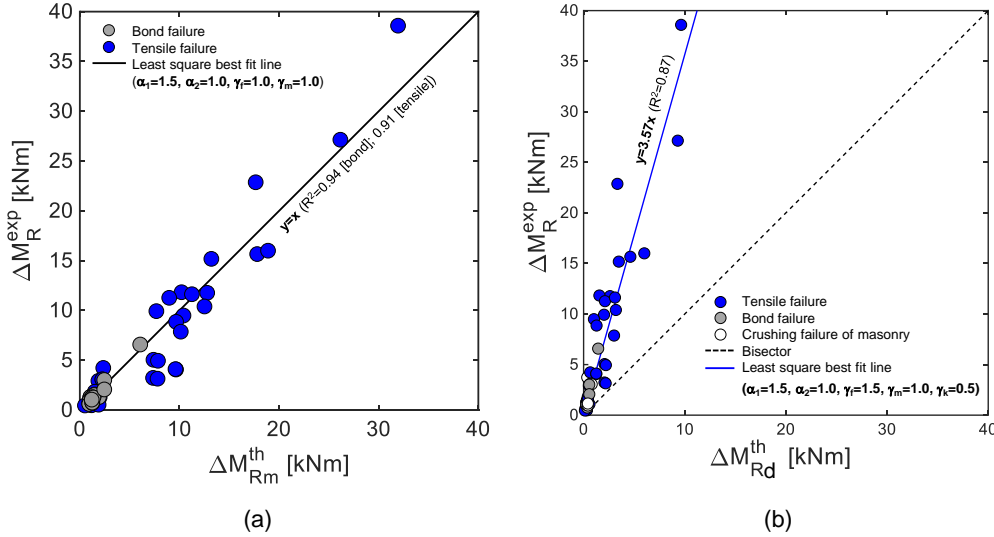 40
35
30
25
20
15
10
5
0
0
10
20
30
40
ΔM_R^exp [kNm]
ΔM_Rm^th [kNm]
Bond failure
Tensile failure
Least square best fit line
(α₁=1.5, α₂=1.0, γf=1.0, γm=1.0)
y=x (R²=0.94 [bond]; 0.91 [tensile])
(a)
40
35
30
25
20
15
10
5
0
0
10
20
30
40
ΔM_R^exp [kNm]
ΔM_Rd^th [kNm]
y=3.57x (R²=0.87)
Tensile failure
Bond failure
Crushing failure of masonry
Bisector
Least square best fit line
(α₁=1.5, α₂=1.0, γf=1.5, γm=1.0, γk=0.5)
(b)